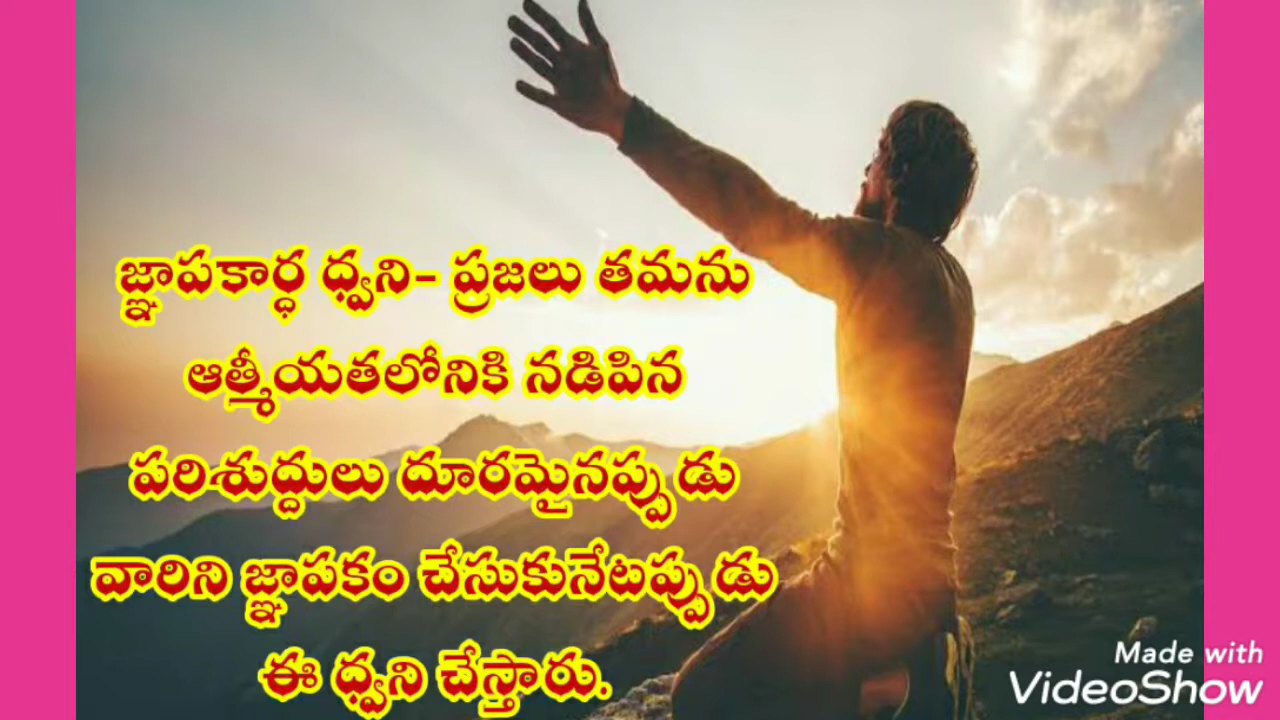 జ్ఞాపకార్ధ ధ్వని- ప్రజలు తమను
ఆత్మీయతలోనికి నడిపిన
పరిశుద్దులు దూరమైనప్పుడు
వారిని జ్ఞాపకం చేసుకునేటప్పుడు
ఈ ధ్వని చేస్తారు.
Made with
VideoShow